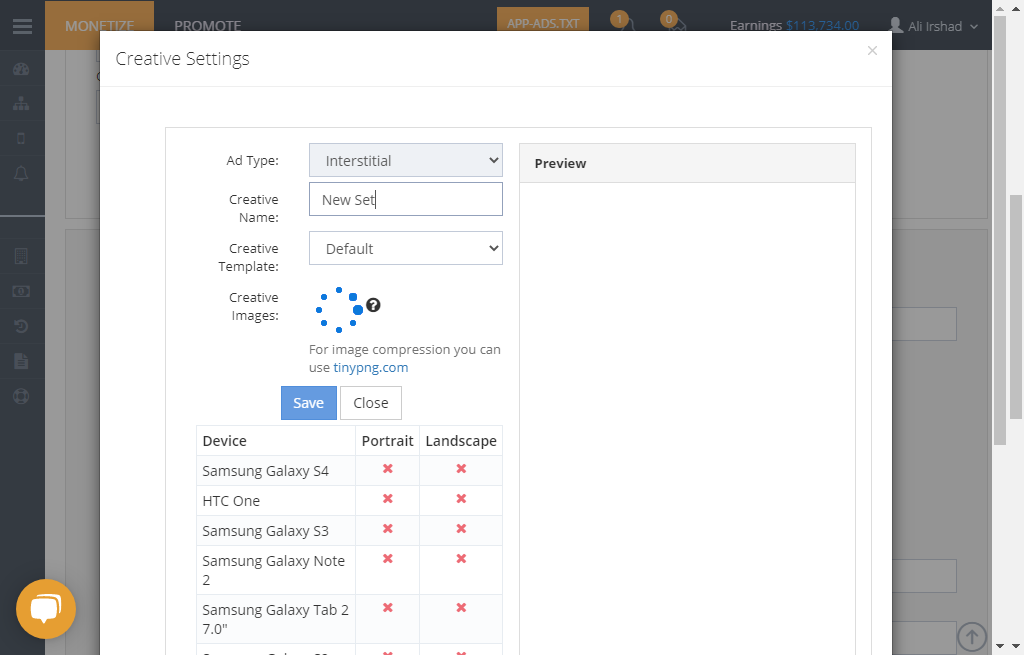 MONETIZE
PROMOTE
APP-ADS.TXT
1
0
Earnings $113,734.00
Ali Irshad
Creative Settings
×
Ad Type:
Interstitial
Creative
Name:
New Set
Creative
Template:
Default
Creative
Images:
?
For image compression you can
use tinypng.com
Save
Close
Device Portrait Landscape
Samsung Galaxy S4
HTC One
Samsung Galaxy S3
Samsung Galaxy Note
2
Samsung Galaxy Tab 2
7.0"
Preview